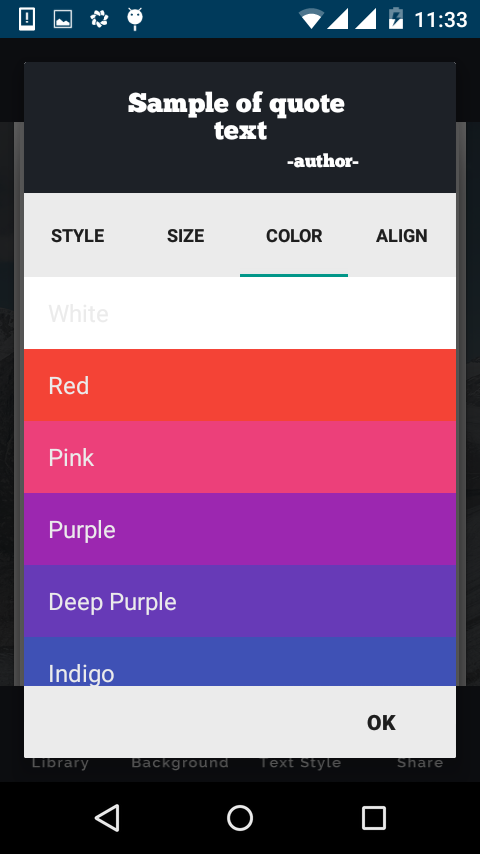 11:33
Sample of quote
text
-author-
STYLE SIZE COLOR ALIGN
White
Red
Pink
Purple
Deep Purple
Indigo
OK
Library Background Text Style Share